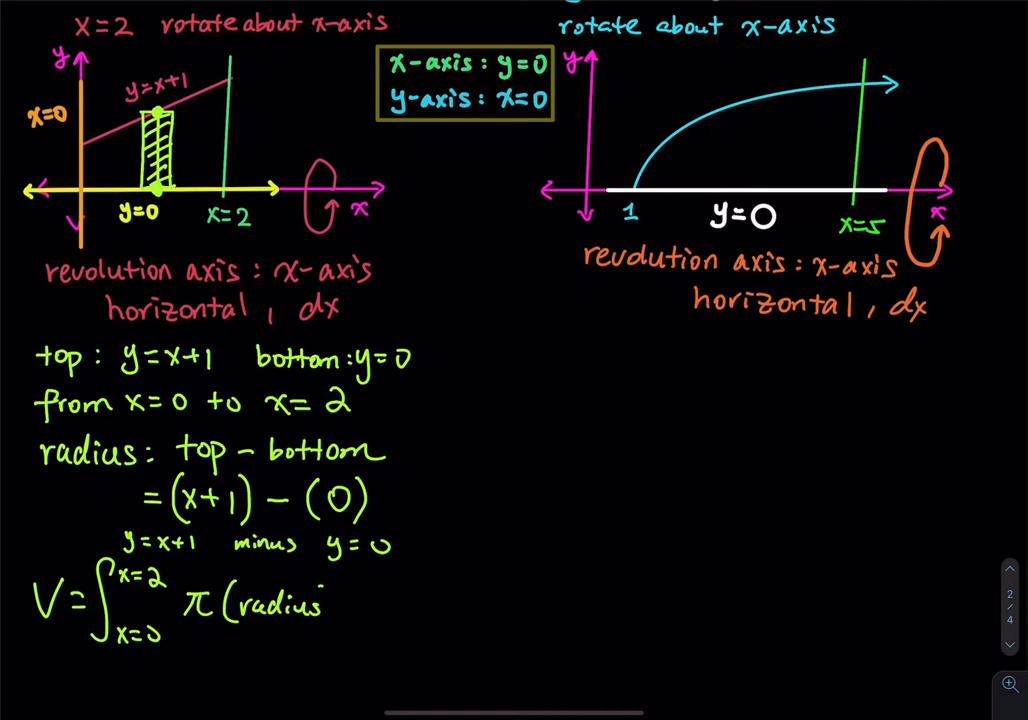 x=2 rotate about x-axis
y
y=x+1
x=0
y=0
x=2
x
revolution axis: x-axis
horizontal, dx
top: y=x+1 bottom: y=0
from x=0 to x=2
radius: top - bottom
=(x+1) - (0)
y=x+1 minus y=0
V=∫ x=2 x=0 π(radius
x-axis: y=0
y-axis: x=0
rotate about x-axis
y
1
y=0
x=5
x
revolution axis: x-axis
horizontal, dx
2
/
4